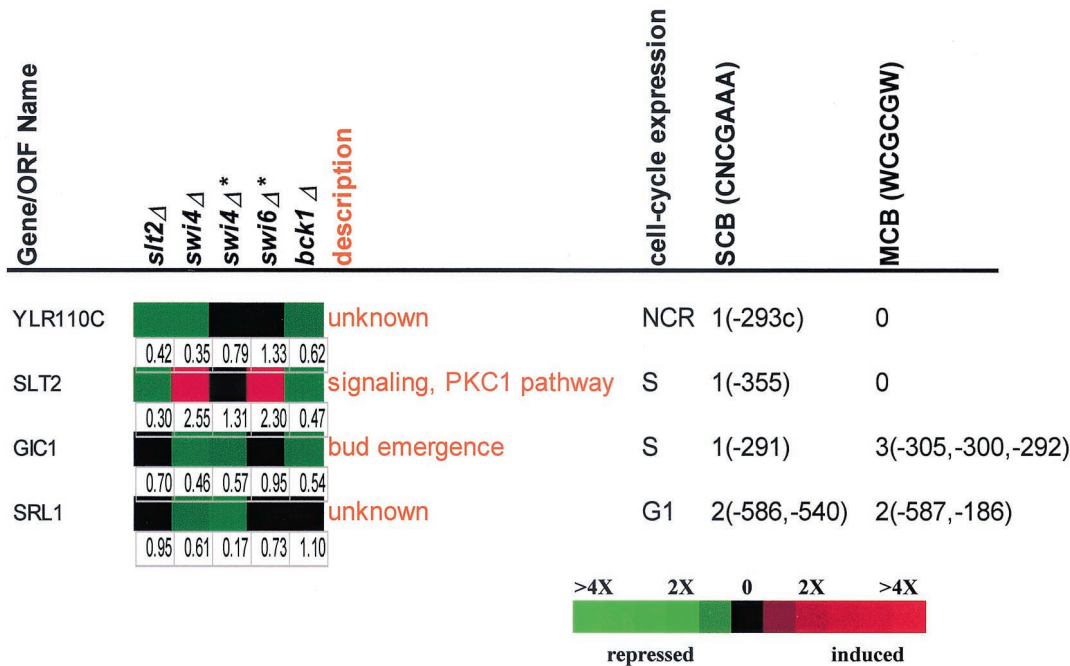 Gene/ORF Name slt2Δ swi4Δ swi4Δ* swi6Δ* bck1Δ description cell-cycle expression SCB (CNCGAAA) MCB (WCGCGW)
YLR110C unknown NCR 1(-293c) 0
0.42 0.35 0.79 1.33 0.62
SLT2 signaling, PKC1 pathway S 1(-355) 0
0.30 2.55 1.31 2.30 0.47
GIC1 bud emergence S 1(-291) 3(-305,-300,-292)
0.70 0.46 0.57 0.95 0.54
SRL1 unknown G1 2(-586,-540) 2(-587,-186)
0.95 0.61 0.17 0.73 1.10
>4X 2X 0 2X >4X
repressed induced